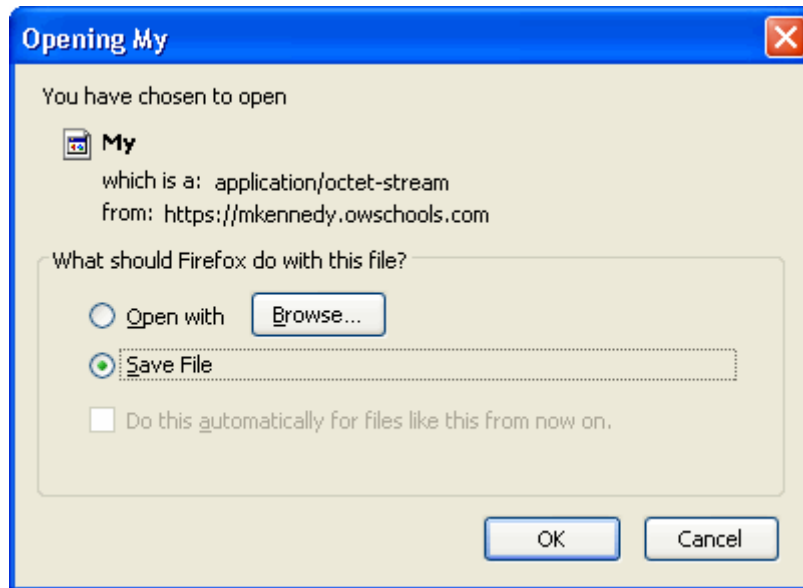 Opening My
You have chosen to open
My
which is a: application/octet-stream
from: https://mkennedy.owschools.com
What should Firefox do with this file?
Open with Browse...
Save File
Do this automatically for files like this from now on.
OK Cancel